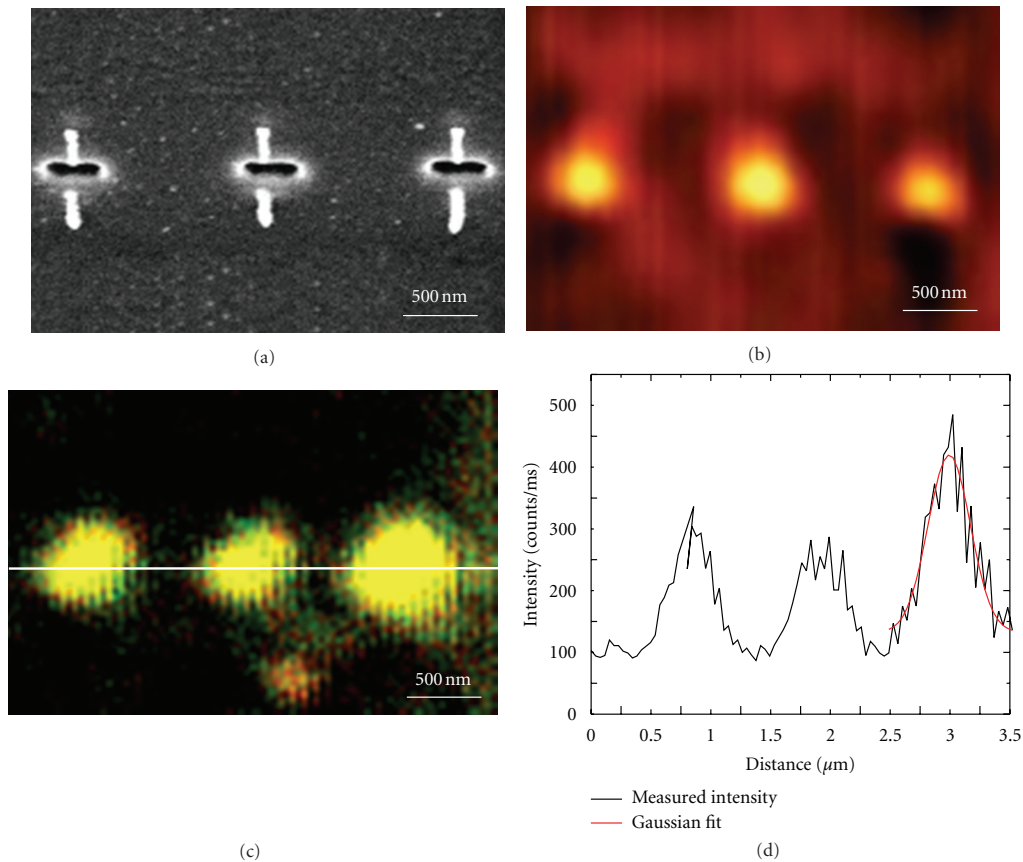 500 nm
(a)
500 nm
(b)
500 nm
(c)
Intensity (counts/ms)
500
400
300
200
100
0
0 0.5 1 1.5 2 2.5 3 3.5
Distance (μm)
Measured intensity
Gaussian fit
(d)